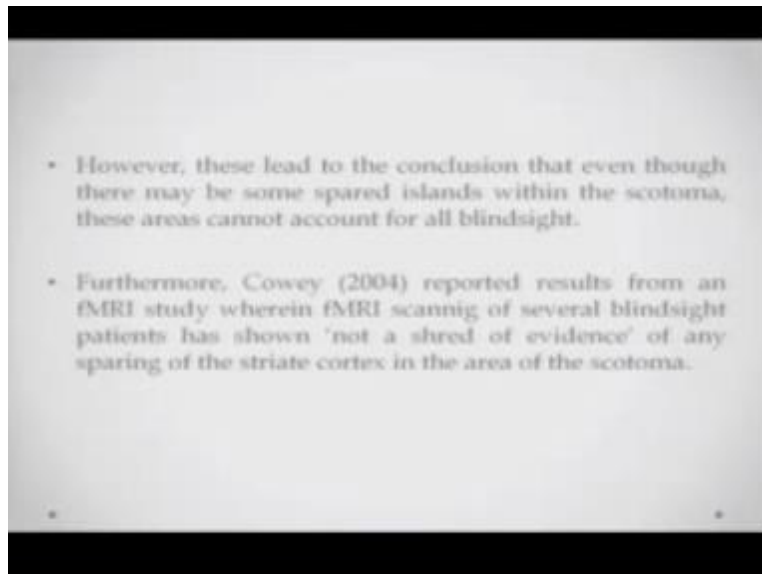 • However, these lead to the conclusion that even though
there may be some spared islands within the scotoma,
these areas cannot account for all blindsight.
• Furthermore, Cowey (2004) reported results from an
fMRI study wherein fMRI scannig of several blindsight
patients has shown 'not a shred of evidence' of any
sparing of the striate cortex in the area of the scotoma.